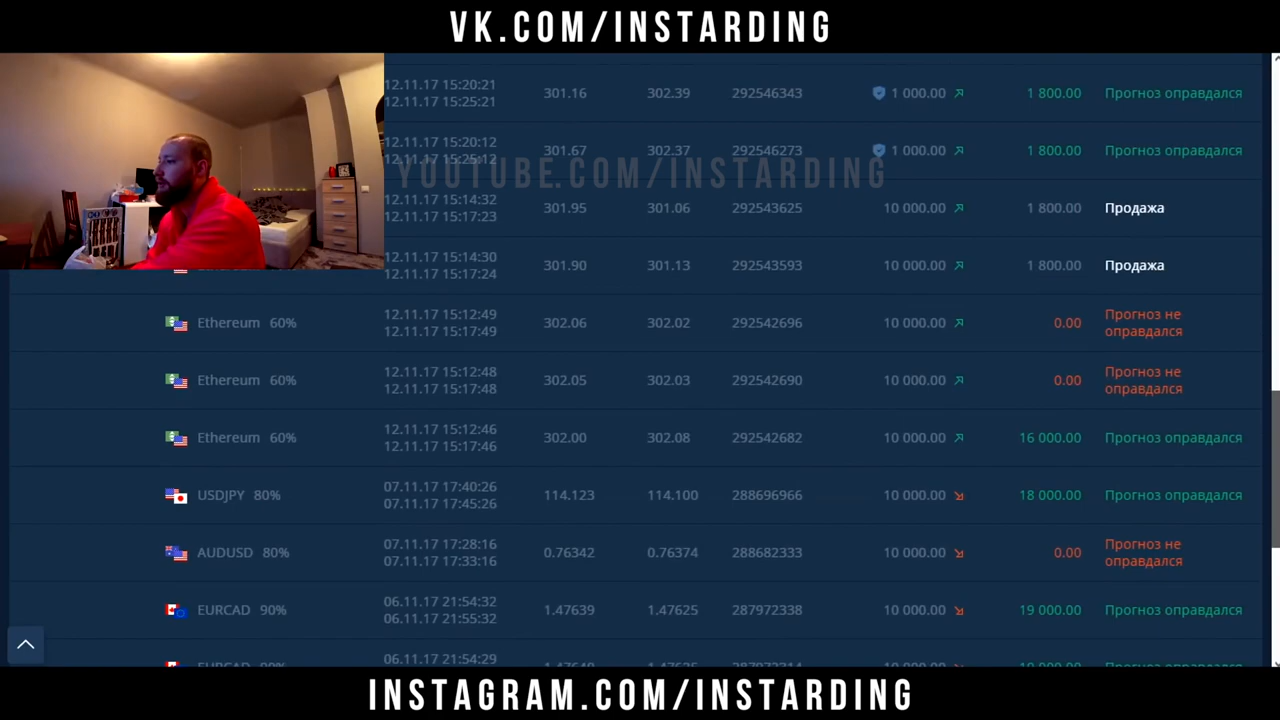 VK.COM/INSTARDING
12.11.17 15:20:21
12.11.17 15:25:21
301.16 302.39 292546343 1 000.00 1 800.00 Прогноз оправдался
12.11.17 15:20:12
12.11.17 15:25:12
301.67 302.37 292546273 1 000.00 1 800.00 Прогноз оправдался
YOUTUBE.COM/INSTARDING
12.11.17 15:14:32
12.11.17 15:17:23
301.95 301.06 292543625 10 000.00 1 800.00 Продажа
12.11.17 15:14:30
12.11.17 15:17:24
301.90 301.13 292543593 10 000.00 1 800.00 Продажа
Ethereum 60%
12.11.17 15:12:49
12.11.17 15:17:49
302.06 302.02 292542696 10 000.00 0.00
Прогноз не
оправдался
Ethereum 60%
12.11.17 15:12:48
12.11.17 15:17:48
302.05 302.03 292542690 10 000.00 0.00
Прогноз не
оправдался
Ethereum 60%
12.11.17 15:12:46
12.11.17 15:17:46
302.00 302.08 292542682 10 000.00 16 000.00 Прогноз оправдался
USDJPY 80%
07.11.17 17:40:26
07.11.17 17:45:26
114.123 114.100 288696966 10 000.00 18 000.00 Прогноз оправдался
AUDUSD 80%
07.11.17 17:28:16
07.11.17 17:33:16
0.76342 0.76374 288682333 10 000.00 0.00
Прогноз не
оправдался
EURCAD 90%
06.11.17 21:54:32
06.11.17 21:55:32
1.47639 1.47625 287972338 10 000.00 19 000.00 Прогноз оправдался
06.11.17 21:54:29
INSTAGRAM.COM/INSTARDING